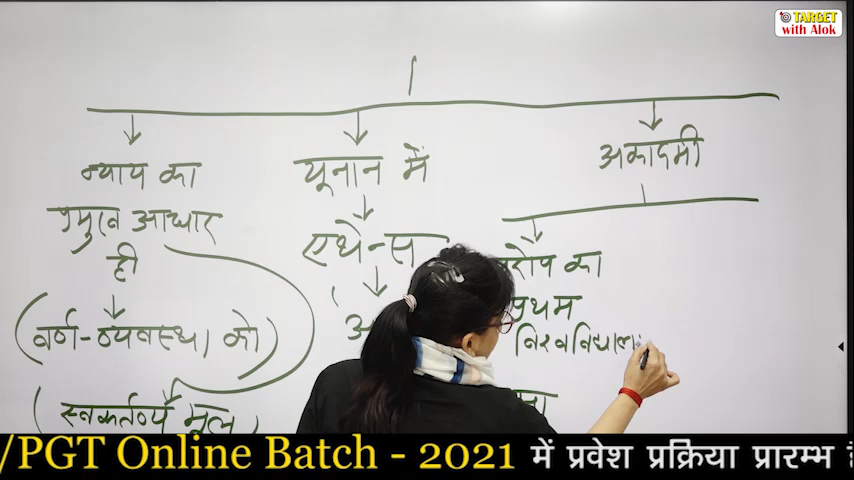 TARGET
with Alok
न्याय का
प्रमुख आधार
ही
(वर्ण-व्यवस्था को)
(स्वकर्तव्य मूल
यूनान में
एथेन्स
अकादमी
का
प्रथम
विश्वविद्याल
/PGT Online Batch - 2021 में प्रवेश प्रक्रिया प्रारम्भ